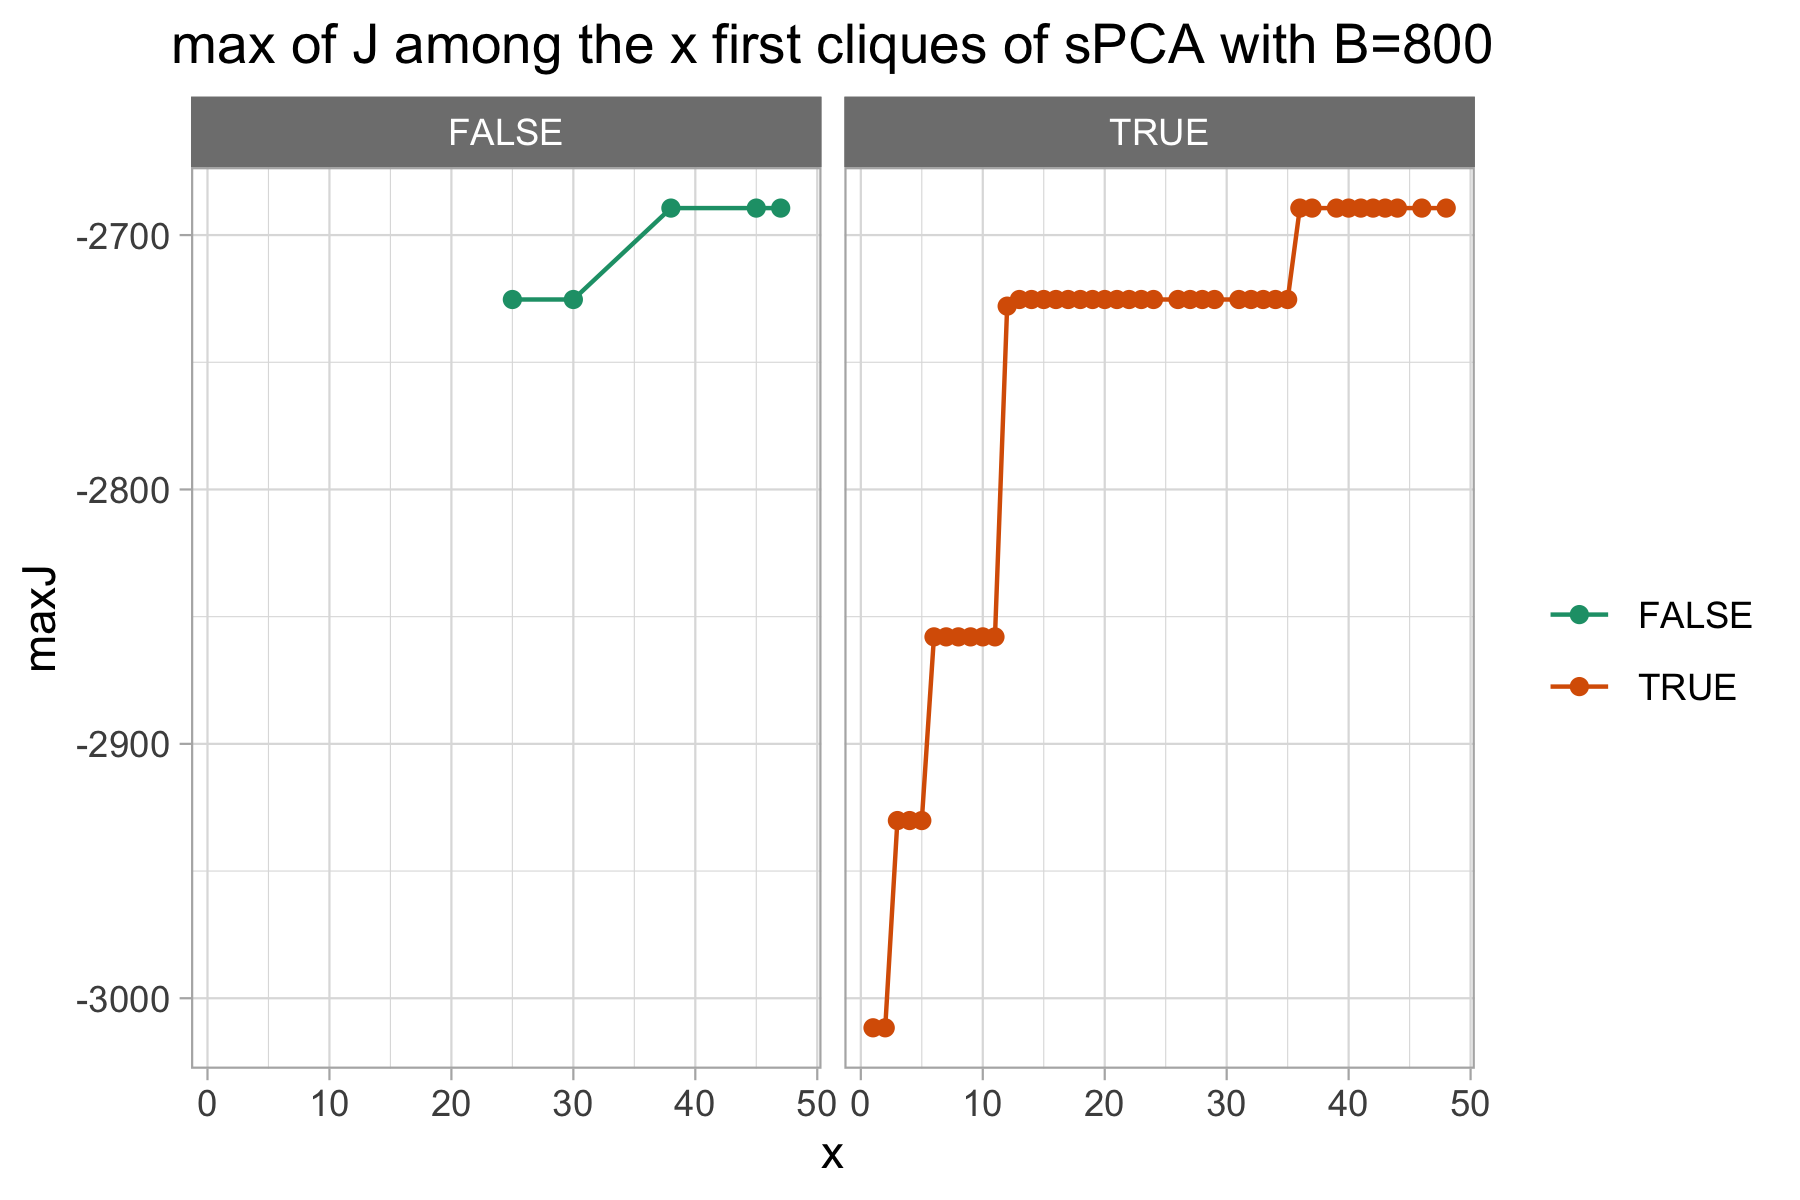 max of J among the x first cliques of sPCA with B=800
FALSE
TRUE
-2700
-2800
-2900
-3000
maxJ
0 10 20 30 40 50
0 10 20 30 40 50
x
FALSE
TRUE